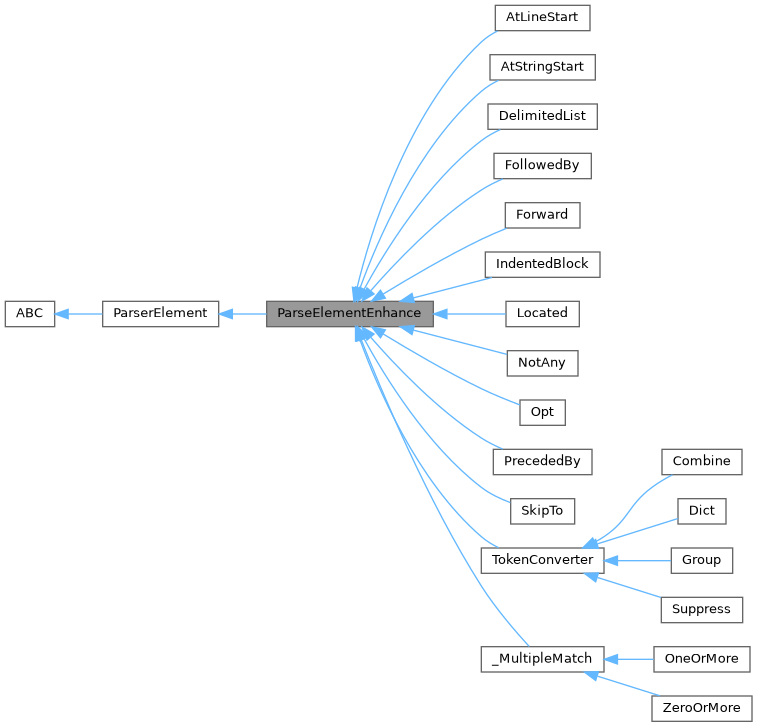 AtLineStart
AtStringStart
DelimitedList
FollowedBy
Forward
IndentedBlock
ABC
ParserElement
ParseElementEnhance
Located
NotAny
Opt
PrecededBy
SkipTo
TokenConverter
Combine
Dict
Group
Suppress
_MultipleMatch
OneOrMore
ZeroOrMore